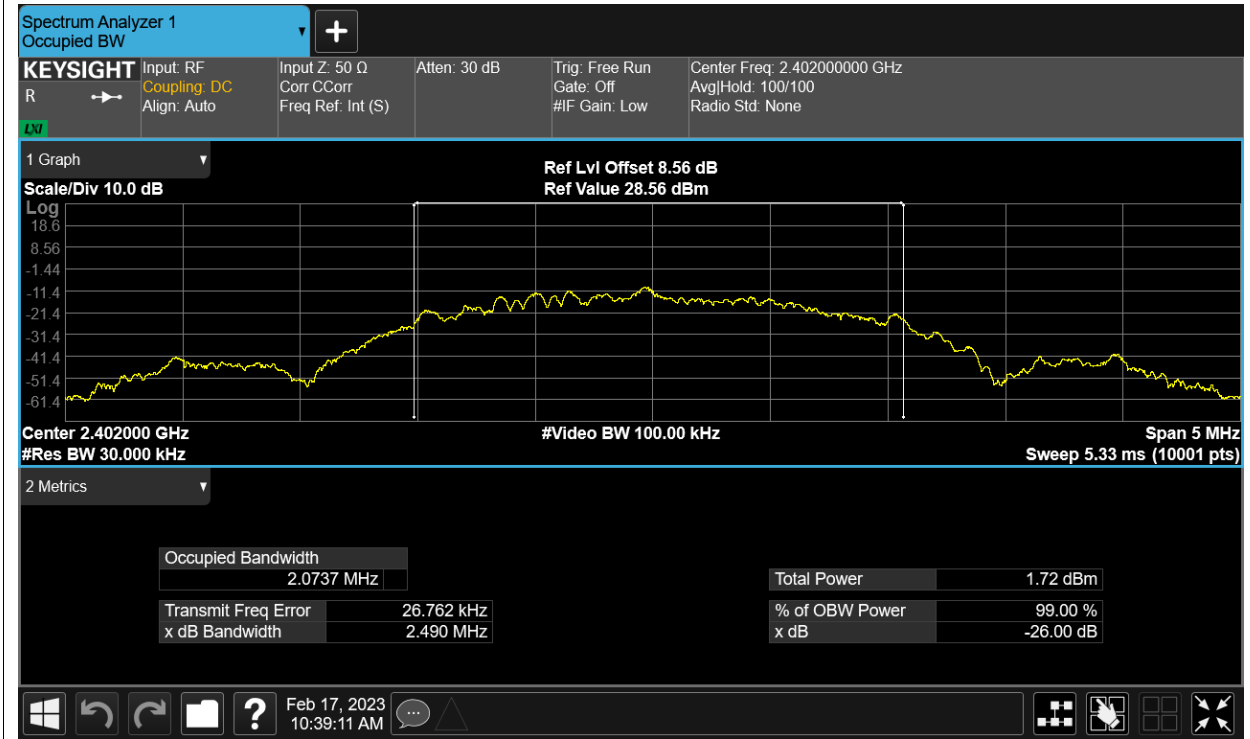 Spectrum Analyzer 1
Occupied BW
KEYSIGHT
R
LXI
Input: RF
Coupling: DC
Align: Auto
Input Z: 50 Ω
Corr CCorr
Freq Ref: Int (S)
Atten: 30 dB
Trig: Free Run
Gate: Off
#IF Gain: Low
Center Freq: 2.402000000 GHz
Avg|Hold: 100/100
Radio Std: None
1 Graph
Scale/Div 10.0 dB
Ref Lvl Offset 8.56 dB
Ref Value 28.56 dBm
Log
18.6
8.56
-1.44
-11.4
-21.4
-31.4
-41.4
-51.4
-61.4
Center 2.402000 GHz
#Res BW 30.000 kHz
#Video BW 100.00 kHz
Span 5 MHz
Sweep 5.33 ms (10001 pts)
2 Metrics
Occupied Bandwidth
2.0737 MHz
Transmit Freq Error 26.762 kHz
x dB Bandwidth 2.490 MHz
Total Power 1.72 dBm
% of OBW Power 99.00 %
x dB -26.00 dB
?
Feb 17, 2023
10:39:11 AM